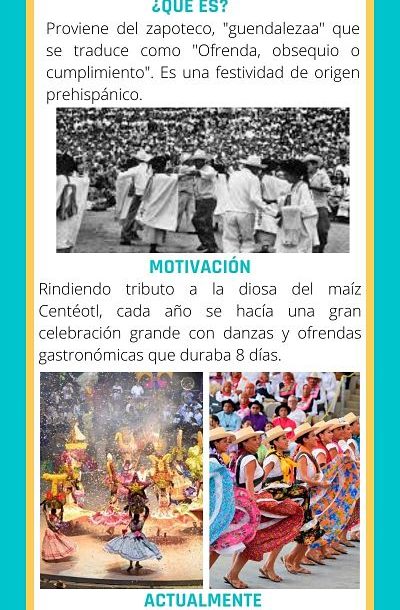 ¿QUÉ ES?
Proviene del zapoteco, "guendalezaa" que
se traduce como "Ofrenda, obsequio o
cumplimiento". Es una festividad de origen
prehispánico.
MOTIVACIÓN
Rindiendo tributo a la diosa del maíz
Centéotl, cada año se hacía una gran
celebración grande con danzas y ofrendas
gastronómicas que duraba 8 días.
ACTUALMENTE